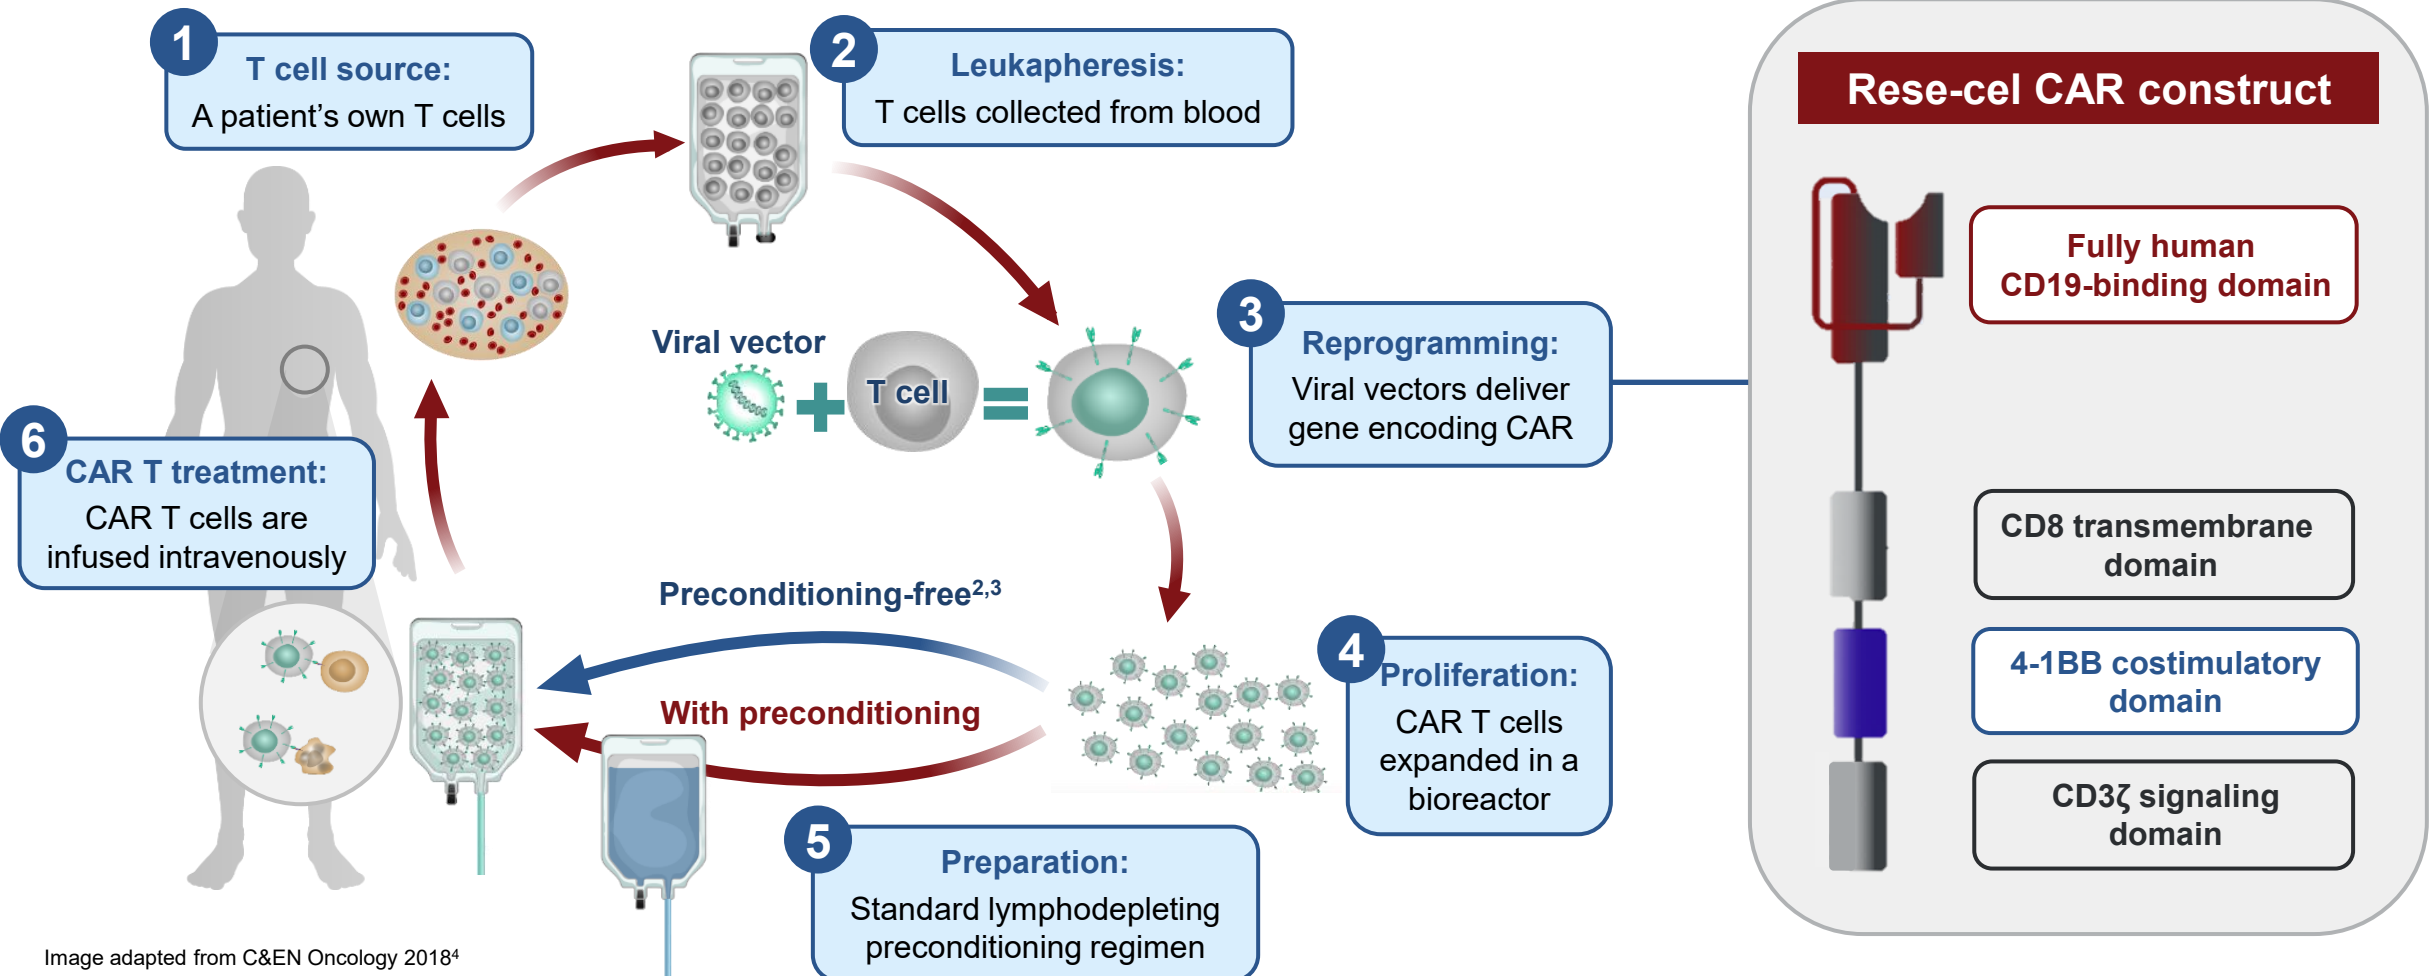 1
T cell source:
A patient’s own T cells
2
Leukapheresis:
T cells collected from blood
Viral vector
T cell
3
Reprogramming:
Viral vectors deliver
gene encoding CAR
4
Proliferation:
CAR T cells
expanded in a
bioreactor
Preconditioning-free2,3
With preconditioning
5
Preparation:
Standard lymphodepleting
preconditioning regimen
6
CAR T treatment:
CAR T cells are
infused intravenously
Rese-cel CAR construct
Fully human
CD19-binding domain
CD8 transmembrane
domain
4-1BB costimulatory
domain
CD3ζ signaling
domain
Image adapted from C&EN Oncology 20184